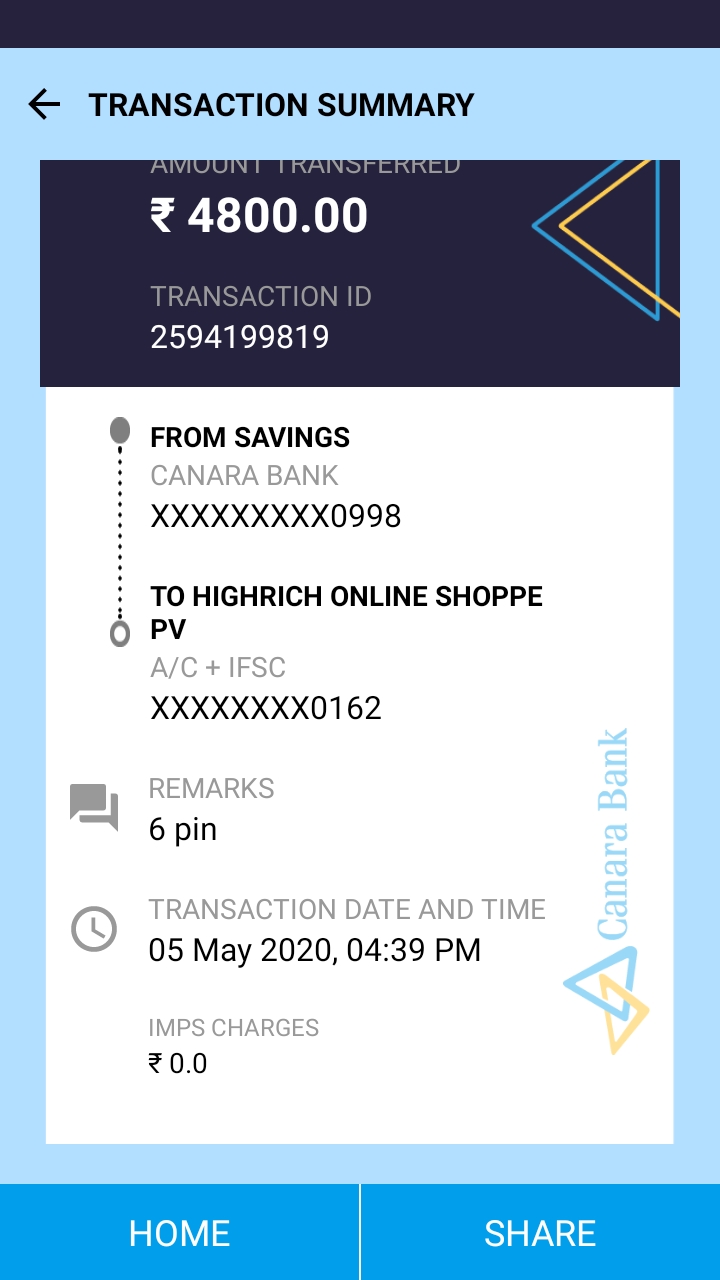 TRANSACTION SUMMARY
AMOUNT TRANSFERRED
₹ 4800.00
TRANSACTION ID
2594199819
FROM SAVINGS
CANARA BANK
XXXXXXXXX0998
TO HIGHRICH ONLINE SHOPPE
PV
A/C + IFSC
XXXXXXXX0162
REMARKS
6 pin
TRANSACTION DATE AND TIME
05 May 2020, 04:39 PM
IMPS CHARGES
₹ 0.0
Canara Bank
HOME
SHARE